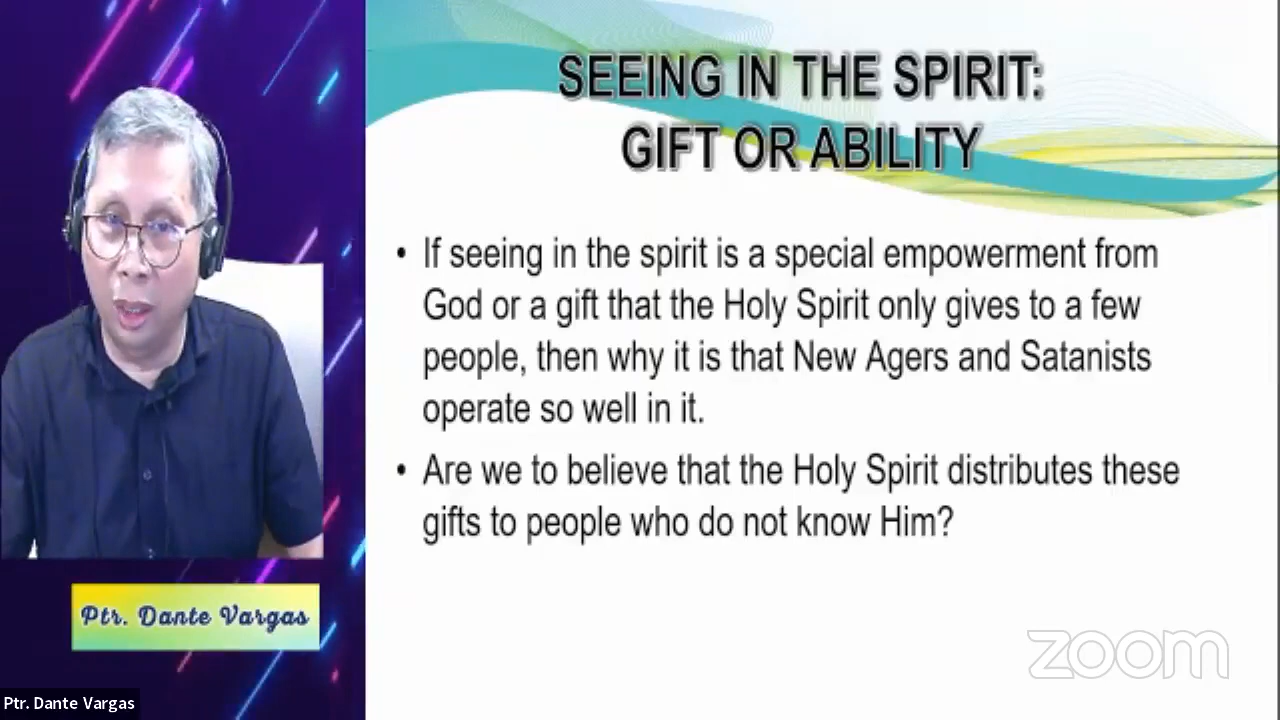 SEEING IN THE SPIRIT:
GIFT OR ABILITY
• If seeing in the spirit is a special empowerment from
God or a gift that the Holy Spirit only gives to a few
people, then why it is that New Agers and Satanists
operate so well in it.
• Are we to believe that the Holy Spirit distributes these
gifts to people who do not know Him?
Ptr. Dante Vargas
zoom
Ptr. Dante Vargas